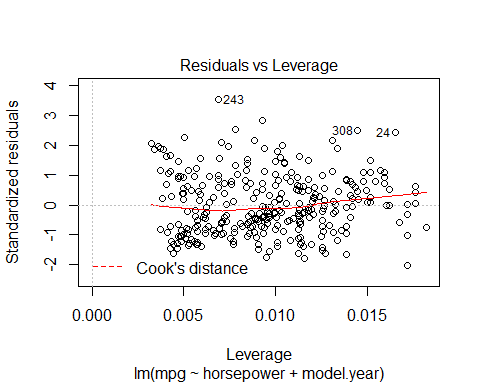 Residuals vs Leverage
Standardized residuals
4
3
2
1
0
-1
-2
243
308
24
Cook's distance
0.000 0.005 0.010 0.015
Leverage
lm(mpg ~ horsepower + model.year)